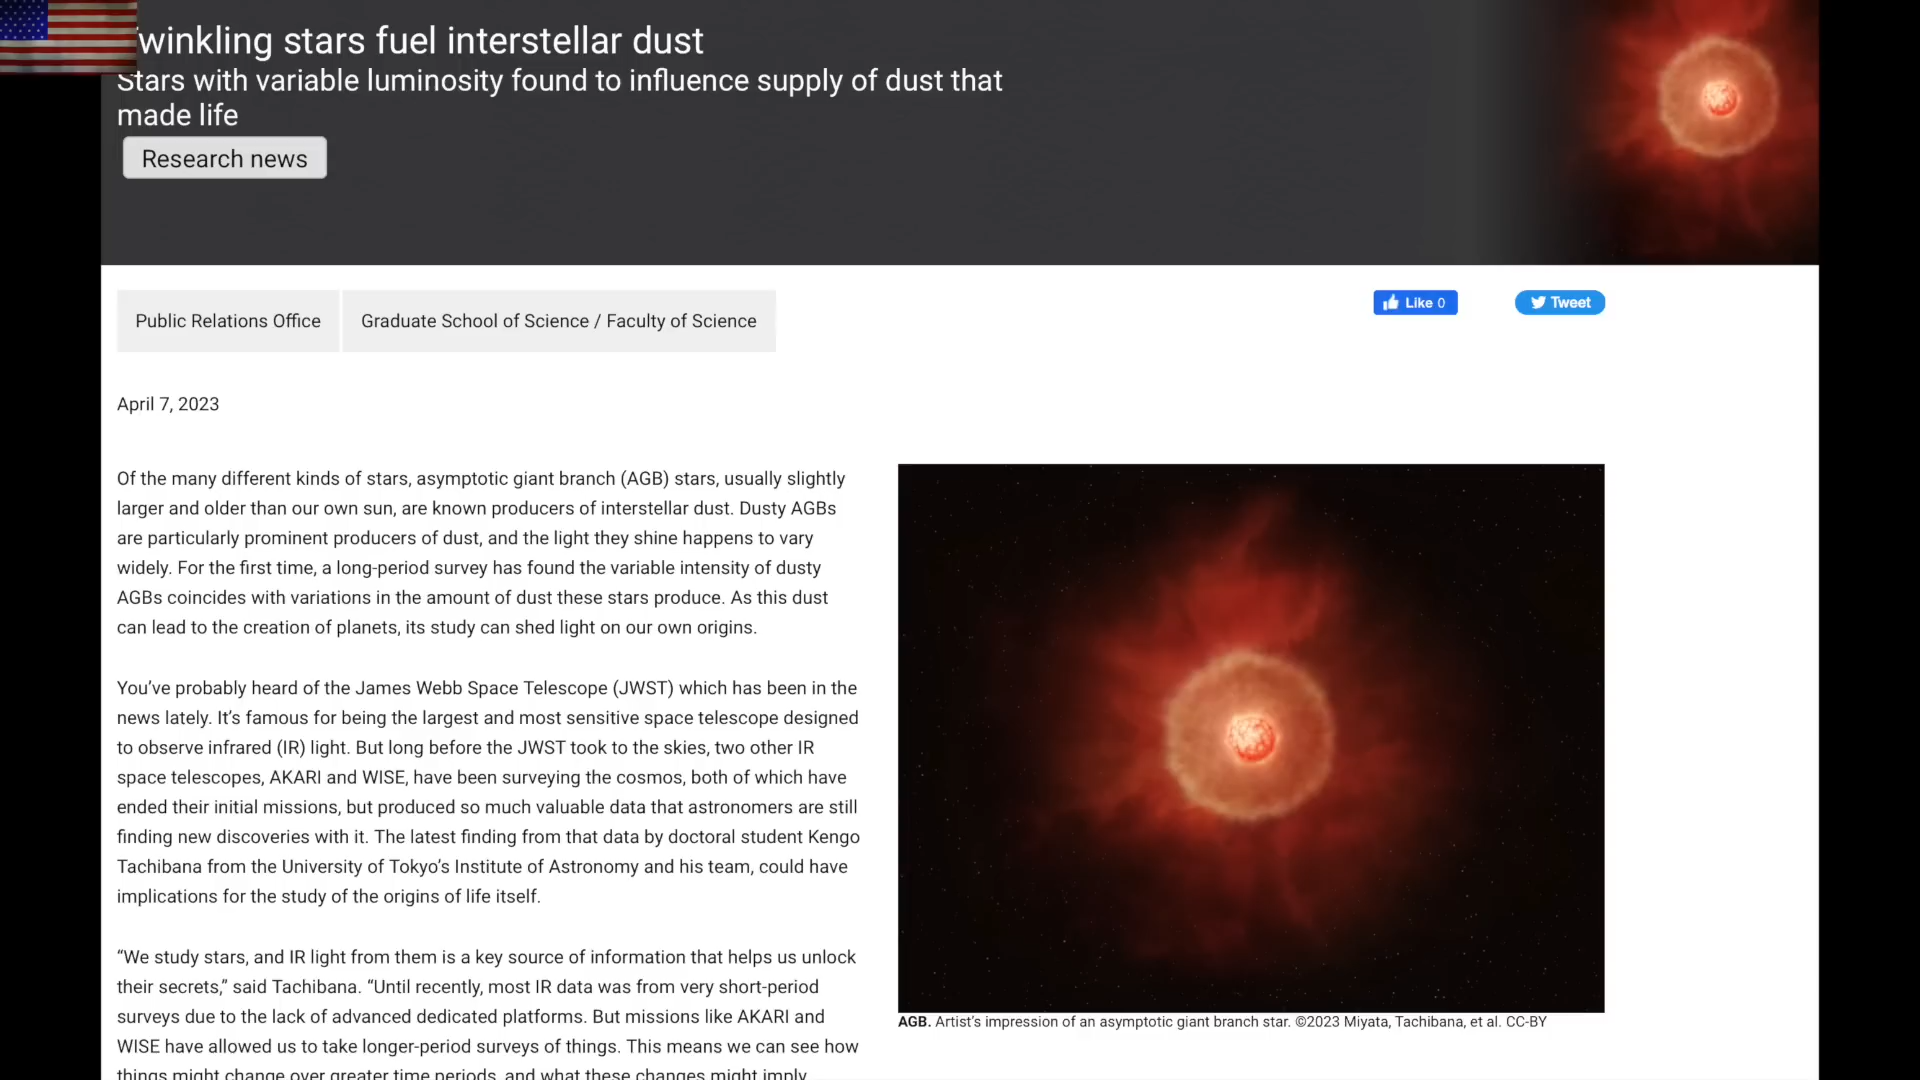 winkling stars fuel interstellar dust
Stars with variable luminosity found to influence supply of dust that
made life
Research news
Public Relations Office
Graduate School of Science / Faculty of Science
Like 0
Tweet
April 7, 2023
Of the many different kinds of stars, asymptotic giant branch (AGB) stars, usually slightly
larger and older than our own sun, are known producers of interstellar dust. Dusty AGBs
are particularly prominent producers of dust, and the light they shine happens to vary
widely. For the first time, a long-period survey has found the variable intensity of dusty
AGBs coincides with variations in the amount of dust these stars produce. As this dust
can lead to the creation of planets, its study can shed light on our own origins.
You’ve probably heard of the James Webb Space Telescope (JWST) which has been in the
news lately. It’s famous for being the largest and most sensitive space telescope designed
to observe infrared (IR) light. But long before the JWST took to the skies, two other IR
space telescopes, AKARI and WISE, have been surveying the cosmos, both of which have
ended their initial missions, but produced so much valuable data that astronomers are still
finding new discoveries with it. The latest finding from that data by doctoral student Kengo
Tachibana from the University of Tokyo’s Institute of Astronomy and his team, could have
implications for the study of the origins of life itself.
“We study stars, and IR light from them is a key source of information that helps us unlock
their secrets,” said Tachibana. “Until recently, most IR data was from very short-period
surveys due to the lack of advanced dedicated platforms. But missions like AKARI and
WISE have allowed us to take longer-period surveys of things. This means we can see how
things might change over greater time periods, and what these changes might imply.
AGB. Artist’s impression of an asymptotic giant branch star. ©2023 Miyata, Tachibana, et al. CC-BY